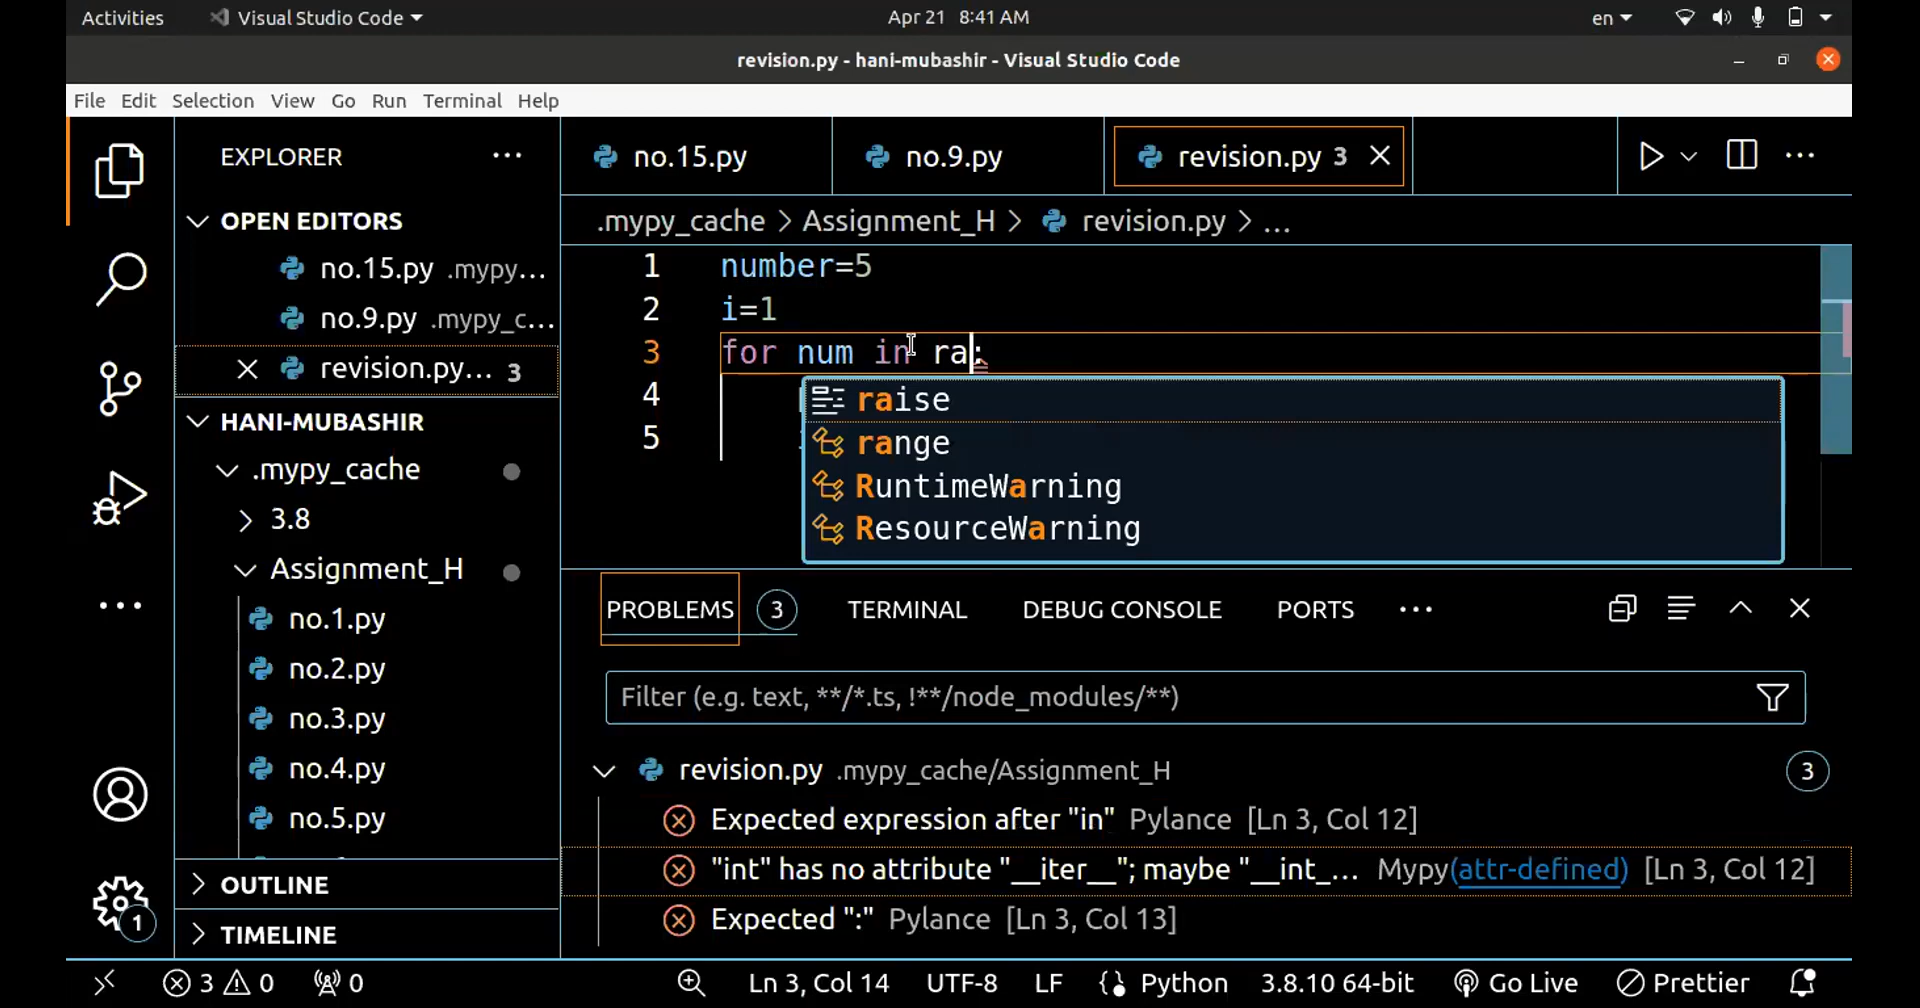 Activities Visual Studio Code Apr 21 8:41 AM en
revision.py - hani-mubashir - Visual Studio Code
File Edit Selection View Go Run Terminal Help
EXPLORER
no.15.py no.9.py revision.py 3
OPEN EDITORS
no.15.py .mypy...
no.9.py .mypy_c...
revision.py... 3
HANI-MUBASHIR
.mypy_cache
3.8
Assignment_H
no.1.py
no.2.py
no.3.py
no.4.py
no.5.py
OUTLINE
TIMELINE
1
.mypy_cache > Assignment_H > revision.py > ...
1 number=5
2 i=1
3 for num in ra:
4
5
raise
range
RuntimeWarning
ResourceWarning
PROBLEMS 3 TERMINAL DEBUG CONSOLE PORTS
Filter (e.g. text, **/*.ts, !**/node_modules/**)
revision.py .mypy_cache/Assignment_H 3
Expected expression after "in" Pylance [Ln 3, Col 12]
"int" has no attribute "__iter__"; maybe "__int_... Mypy(attr-defined) [Ln 3, Col 12]
Expected ":" Pylance [Ln 3, Col 13]
3 0 0 Ln 3, Col 14 UTF-8 LF Python 3.8.10 64-bit Go Live Prettier